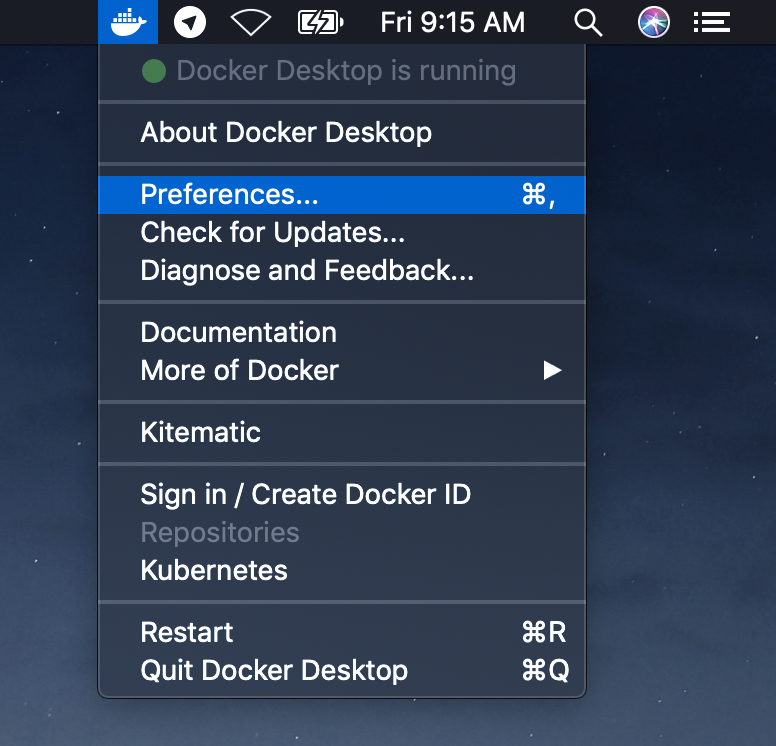 Fri 9:15 AM
Docker Desktop is running
About Docker Desktop
Preferences... ⌘,
Check for Updates...
Diagnose and Feedback...
Documentation
More of Docker
Kitematic
Sign in / Create Docker ID
Repositories
Kubernetes
Restart ⌘R
Quit Docker Desktop ⌘Q